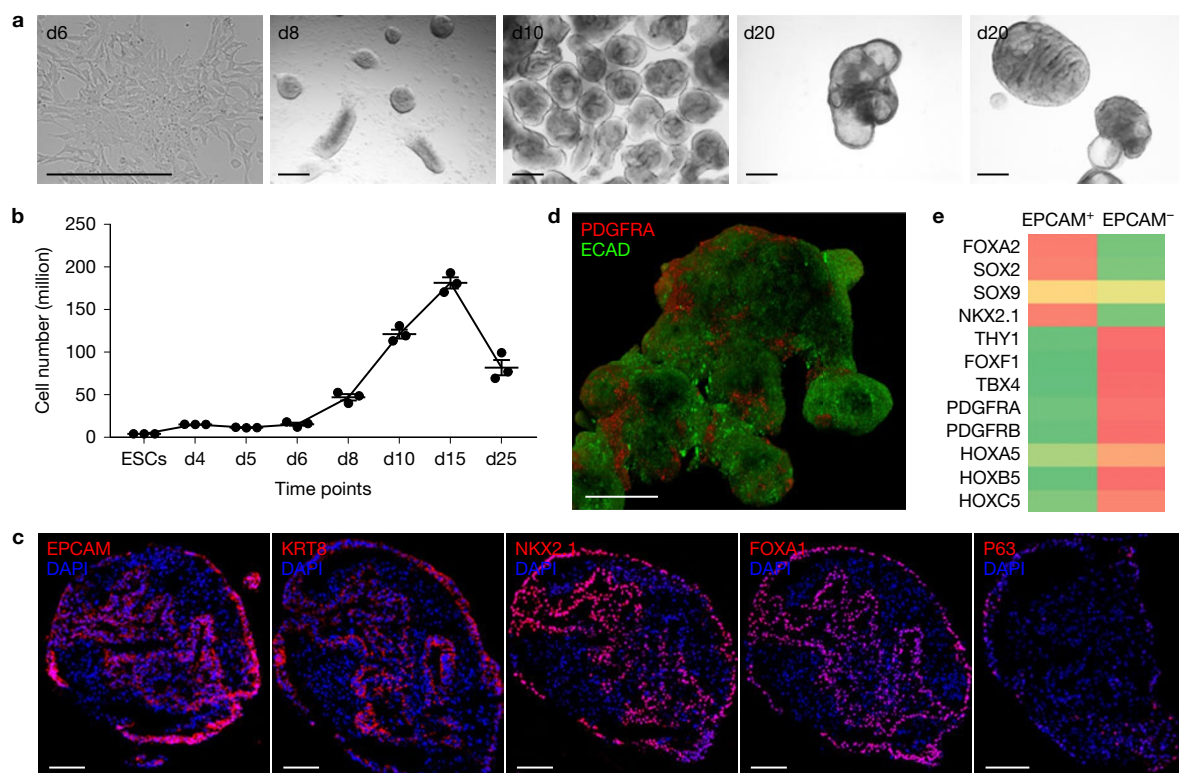 a
d6
d8
d10
d20
d20
b
Cell number (million)
250
200
150
100
50
0
ESCs d4 d5 d6 d8 d10 d15 d25
Time points
d
PDGFRA
ECAD
e
EPCAM⁺ EPCAM⁻
FOXA2
SOX2
SOX9
NKX2.1
THY1
FOXF1
TBX4
PDGFRA
PDGFRB
HOXA5
HOXB5
HOXC5
c
EPCAM
DAPI
KRT8
DAPI
NKX2.1
DAPI
FOXA1
DAPI
P63
DAPI